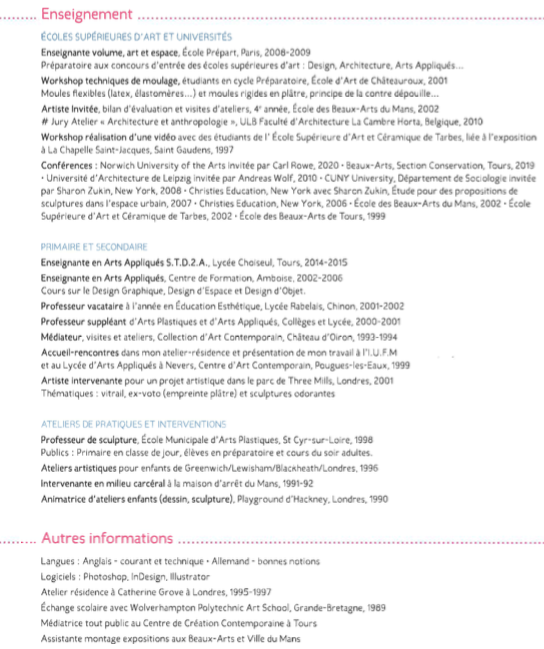 Enseignement
ÉCOLES SUPÉRIEURES D'ART ET UNIVERSITÉS
Enseignante volume, art et espace, École Prépart, Paris, 2008-2009
Préparatoire aux concours d'entrée des écoles supérieures d'art : Design, Architecture, Arts Appliqués...
Workshop techniques de moulage, étudiants en cycle Préparatoire, École d'Art de Châteauroux, 2001
Moules flexibles (latex, élastomères...) et moules rigides en plâtre, principe de la contre dépouille...
Artiste Invitée, bilan d'évaluation et visites d'ateliers, 4e année, École des Beaux-Arts du Mans, 2002
# Jury Atelier « Architecture et anthropologie », ULB Faculté d'Architecture La Cambre Horta, Belgique, 2010
Workshop réalisation d'une vidéo avec des étudiants de l' École Supérieure d'Art et Céramique de Tarbes, liée à l'exposition
à La Chapelle Saint-Jacques, Saint Gaudens, 1997
Conférences : Norwich University of the Arts invitée par Carl Rowe, 2020 • Beaux-Arts, Section Conservation, Tours, 2019
• Université d'Architecture de Leipzig invitée par Andreas Wolf, 2010 • CUNY University, Département de Sociologie invitée
par Sharon Zukin, New York, 2008 • Christies Education, New York avec Sharon Zukin, Étude pour des propositions de
sculptures dans l'espace urbain, 2007 • Christies Education, New York, 2006 • École des Beaux-Arts du Mans, 2002 • École
Supérieure d'Art et Céramique de Tarbes, 2002 • École des Beaux-Arts de Tours, 1999
PRIMAIRE ET SECONDAIRE
Enseignante en Arts Appliqués S.T.D.2.A., Lycée Choiseul, Tours, 2014-2015
Enseignante en Arts Appliqués, Centre de Formation, Amboise, 2002-2006
Cours sur le Design Graphique, Design d'Espace et Design d'Objet.
Professeur vacataire à l'année en Éducation Esthétique, Lycée Rabelais, Chinon, 2001-2002
Professeur suppléant d'Arts Plastiques et d'Arts Appliqués, Collèges et Lycée, 2000-2001
Médiateur, visites et ateliers, Collection d'Art Contemporain, Château d'Oiron, 1993-1994
Accueil-rencontres dans mon atelier-résidence et présentation de mon travail à l'I.U.F.M
et au Lycée d'Arts Appliqués à Nevers, Centre d'Art Contemporain, Pougues-les-Eaux, 1999
Artiste intervenante pour un projet artistique dans le parc de Three Mills, Londres, 2001
Thématiques : vitrail, ex-voto (empreinte plâtre) et sculptures odorantes
ATELIERS DE PRATIQUES ET INTERVENTIONS
Professeur de sculpture, École Municipale d'Arts Plastiques, St Cyr-sur-Loire, 1998
Publics : Primaire en classe de jour, élèves en préparatoire et cours du soir adultes.
Ateliers artistiques pour enfants de Greenwich/Lewisham/Blackheath/Londres, 1996
Intervenante en milieu carcéral à la maison d'arrêt du Mans, 1991-92
Animatrice d'ateliers enfants (dessin, sculpture), Playground d'Hackney, Londres, 1990
Autres informations
Langues : Anglais - courant et technique • Allemand - bonnes notions
Logiciels : Photoshop, InDesign, Illustrator
Atelier résidence à Catherine Grove à Londres, 1995-1997
Échange scolaire avec Wolverhampton Polytechnic Art School, Grande-Bretagne, 1989
Médiatrice tout public au Centre de Création Contemporaine à Tours
Assistante montage expositions aux Beaux-Arts et Ville du Mans